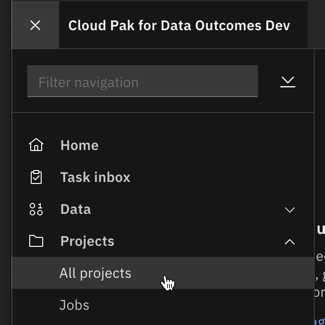 Cloud Pak for Data Outcomes Dev
Filter navigation
Home
Task inbox
Data
Projects
All projects
Jobs